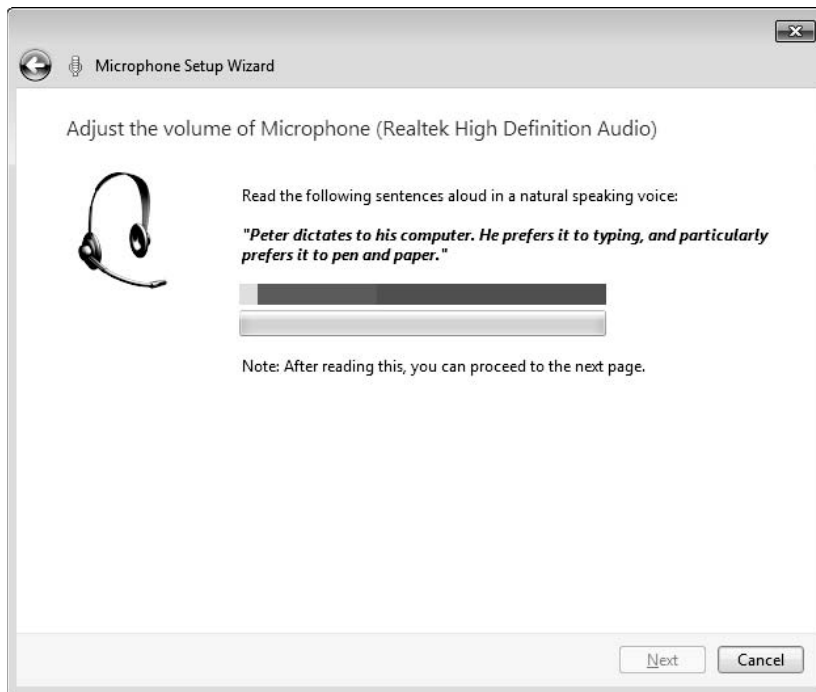 Microphone Setup Wizard
Adjust the volume of Microphone (Realtek High Definition Audio)
Read the following sentences aloud in a natural speaking voice:
"Peter dictates to his computer. He prefers it to typing, and particularly
prefers it to pen and paper."
Note: After reading this, you can proceed to the next page.
Next Cancel